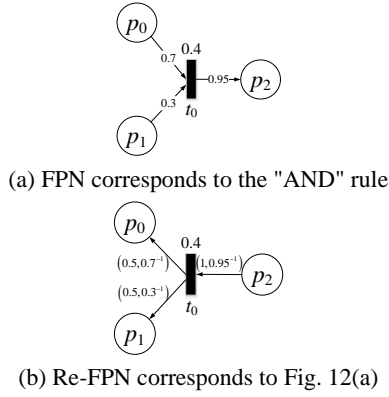 p₀
0.4
0.7
0.95
p₂
0.3
t₀
p₁
(a) FPN corresponds to the "AND" rule
p₀
0.4
(0.5,0.7⁻¹)
(1,0.95⁻¹)
p₂
(0.5,0.3⁻¹)
t₀
p₁
(b) Re-FPN corresponds to Fig. 12(a)